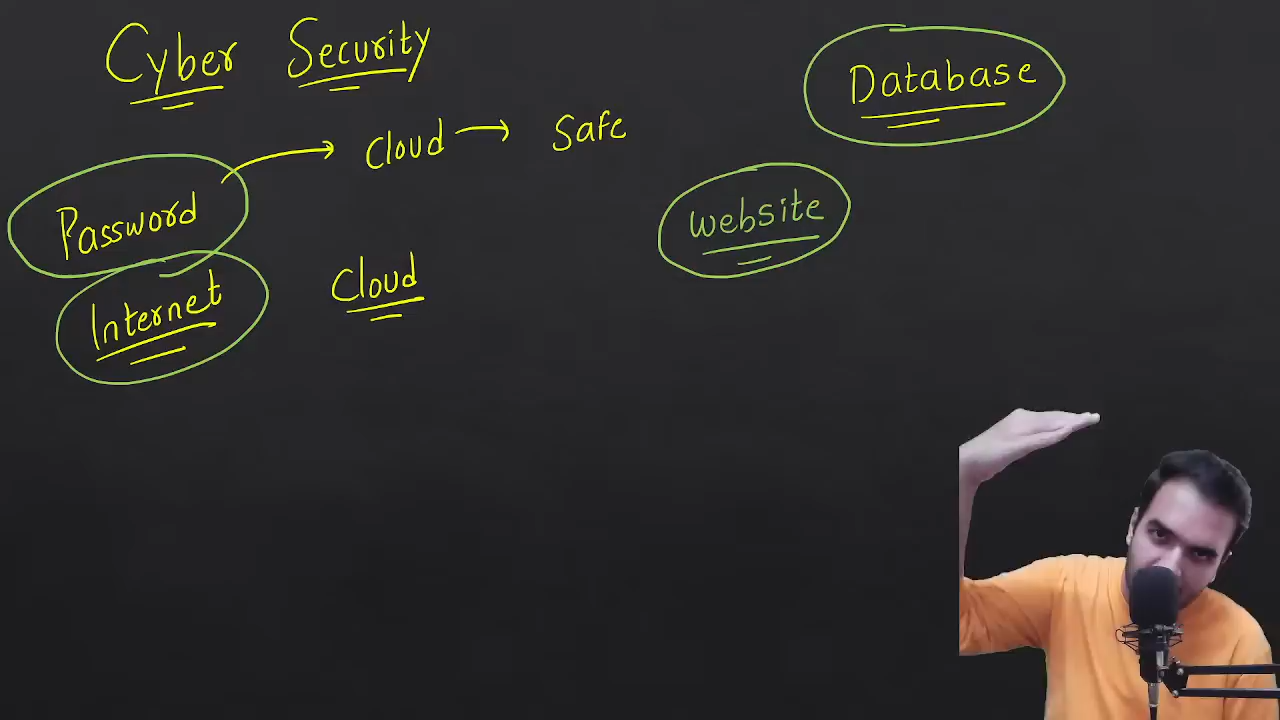 Cyber Security
Database
Cloud → Safe
Password
Website
Internet
Cloud